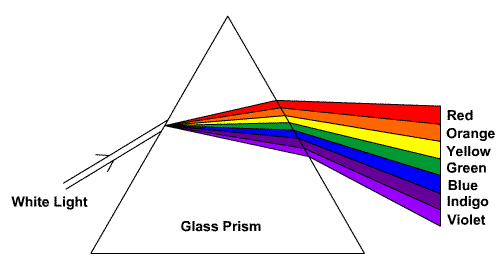 Red
Orange
Yellow
Green
Blue
Indigo
Violet
White Light
Glass Prism